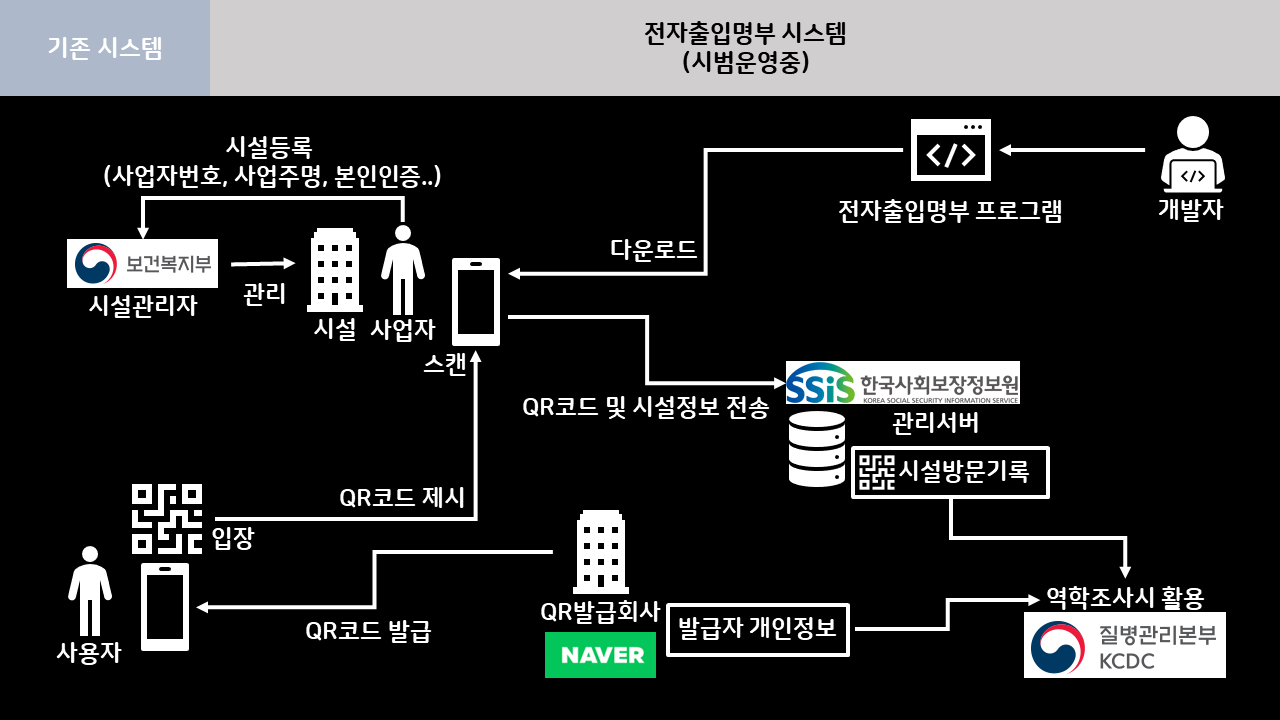 기존 시스템
전자출입명부 시스템
(시범운영중)
시설등록
(사업자번호, 사업주명, 본인인증..)
보건복지부
시설관리자
관리
시설
사업자
스캔
다운로드
</>
전자출입명부 프로그램
</>
개발자
QR코드 및 시설정보 전송
SSiS 한국사회보장정보원
KOREA SOCIAL SECURITY INFORMATION SERVICE
관리서버
시설방문기록
QR코드 제시
입장
사용자
QR코드 발급
QR발급회사
NAVER
발급자 개인정보
역학조사시 활용
질병관리본부
KCDC